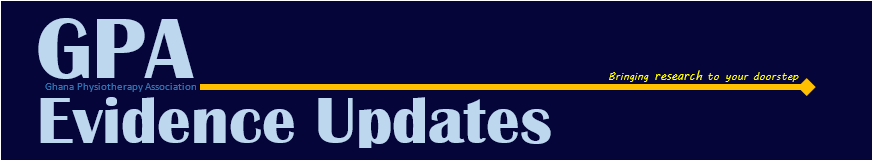 GPA
Bringing research to your doorstep
Ghana Physiotherapy Association
Evidence Updates